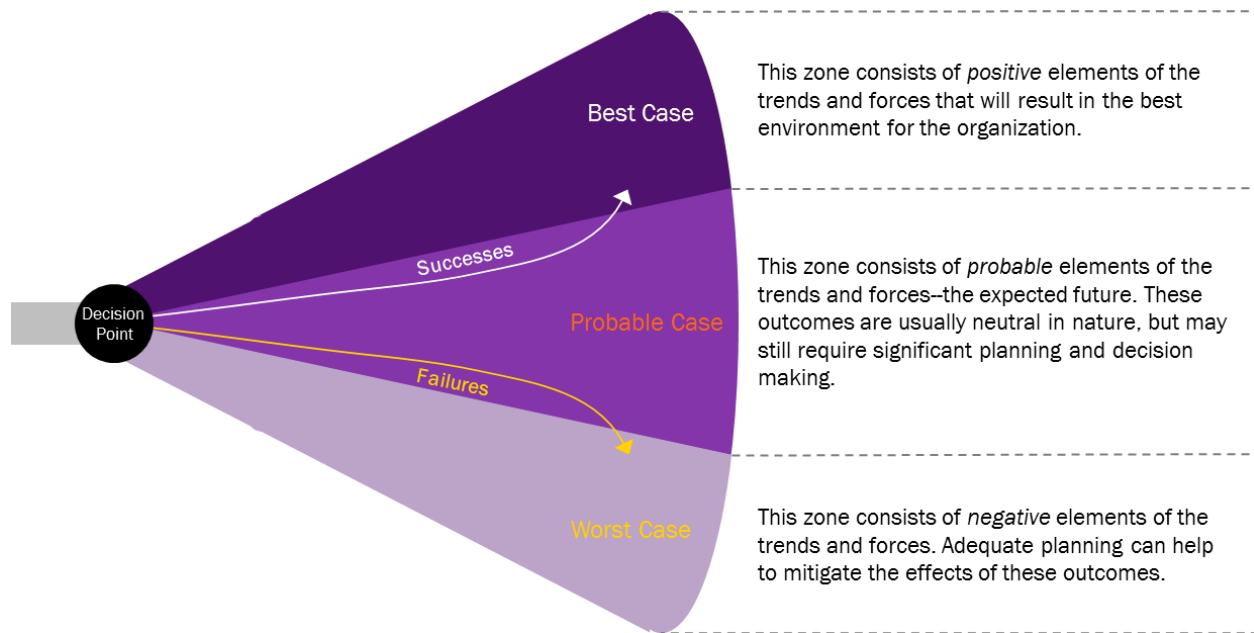 Best Case
This zone consists of positive elements of the
trends and forces that will result in the best
environment for the organization.
Decision
Point
Successes
Probable Case
Failures
This zone consists of probable elements of the
trends and forces--the expected future. These
outcomes are usually neutral in nature, but may
still require significant planning and decision
making.
Worst Case
This zone consists of negative elements of the
trends and forces. Adequate planning can help
to mitigate the effects of these outcomes.